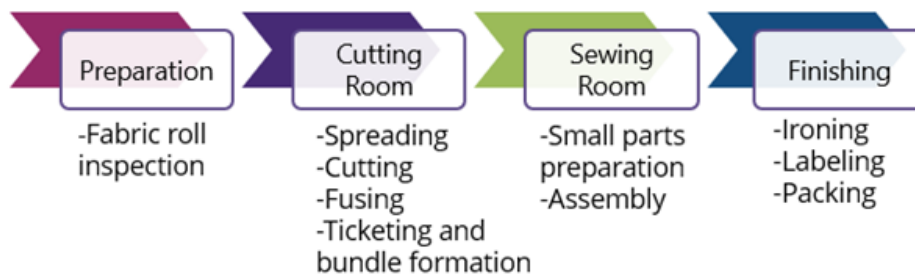 Preparation
-Fabric roll
inspection
Cutting
Room
-Spreading
-Cutting
-Fusing
-Ticketing and
bundle formation
Sewing
Room
-Small parts
preparation
-Assembly
Finishing
-Ironing
-Labeling
-Packing